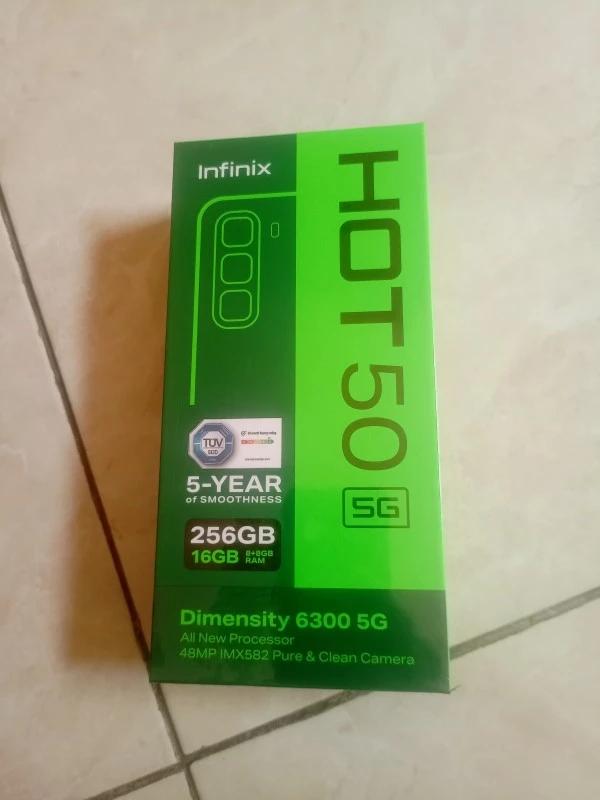 Infinix
HOT 50
5G
TÜV
SÜD
5-YEAR
of SMOOTHNESS
256GB
16GB 8+8GB
RAM
Dimensity 6300 5G
All New Processor
48MP IMX582 Pure & Clean Camera